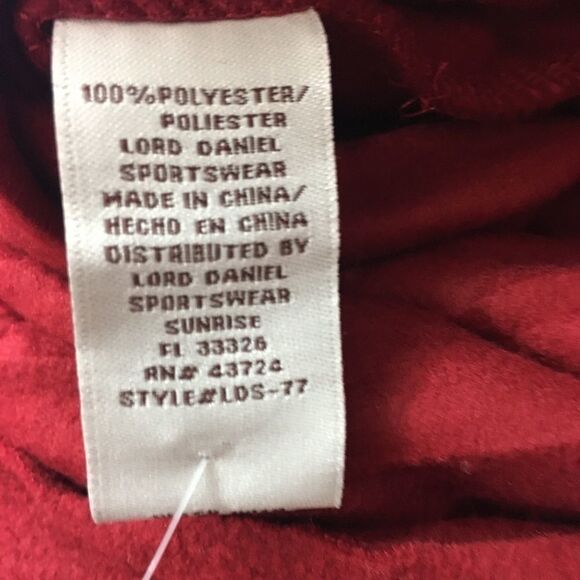 100%POLYESTER/
POLIESTER
LORD DANIEL
SPORTSWEAR
MADE IN CHINA/
HECHO EN CHINA
DISTRIBUTED BY
LORD DANIEL
SPORTSWEAR
SUNRISE
FL 33326
RN# 43724
STYLE#LDS-77